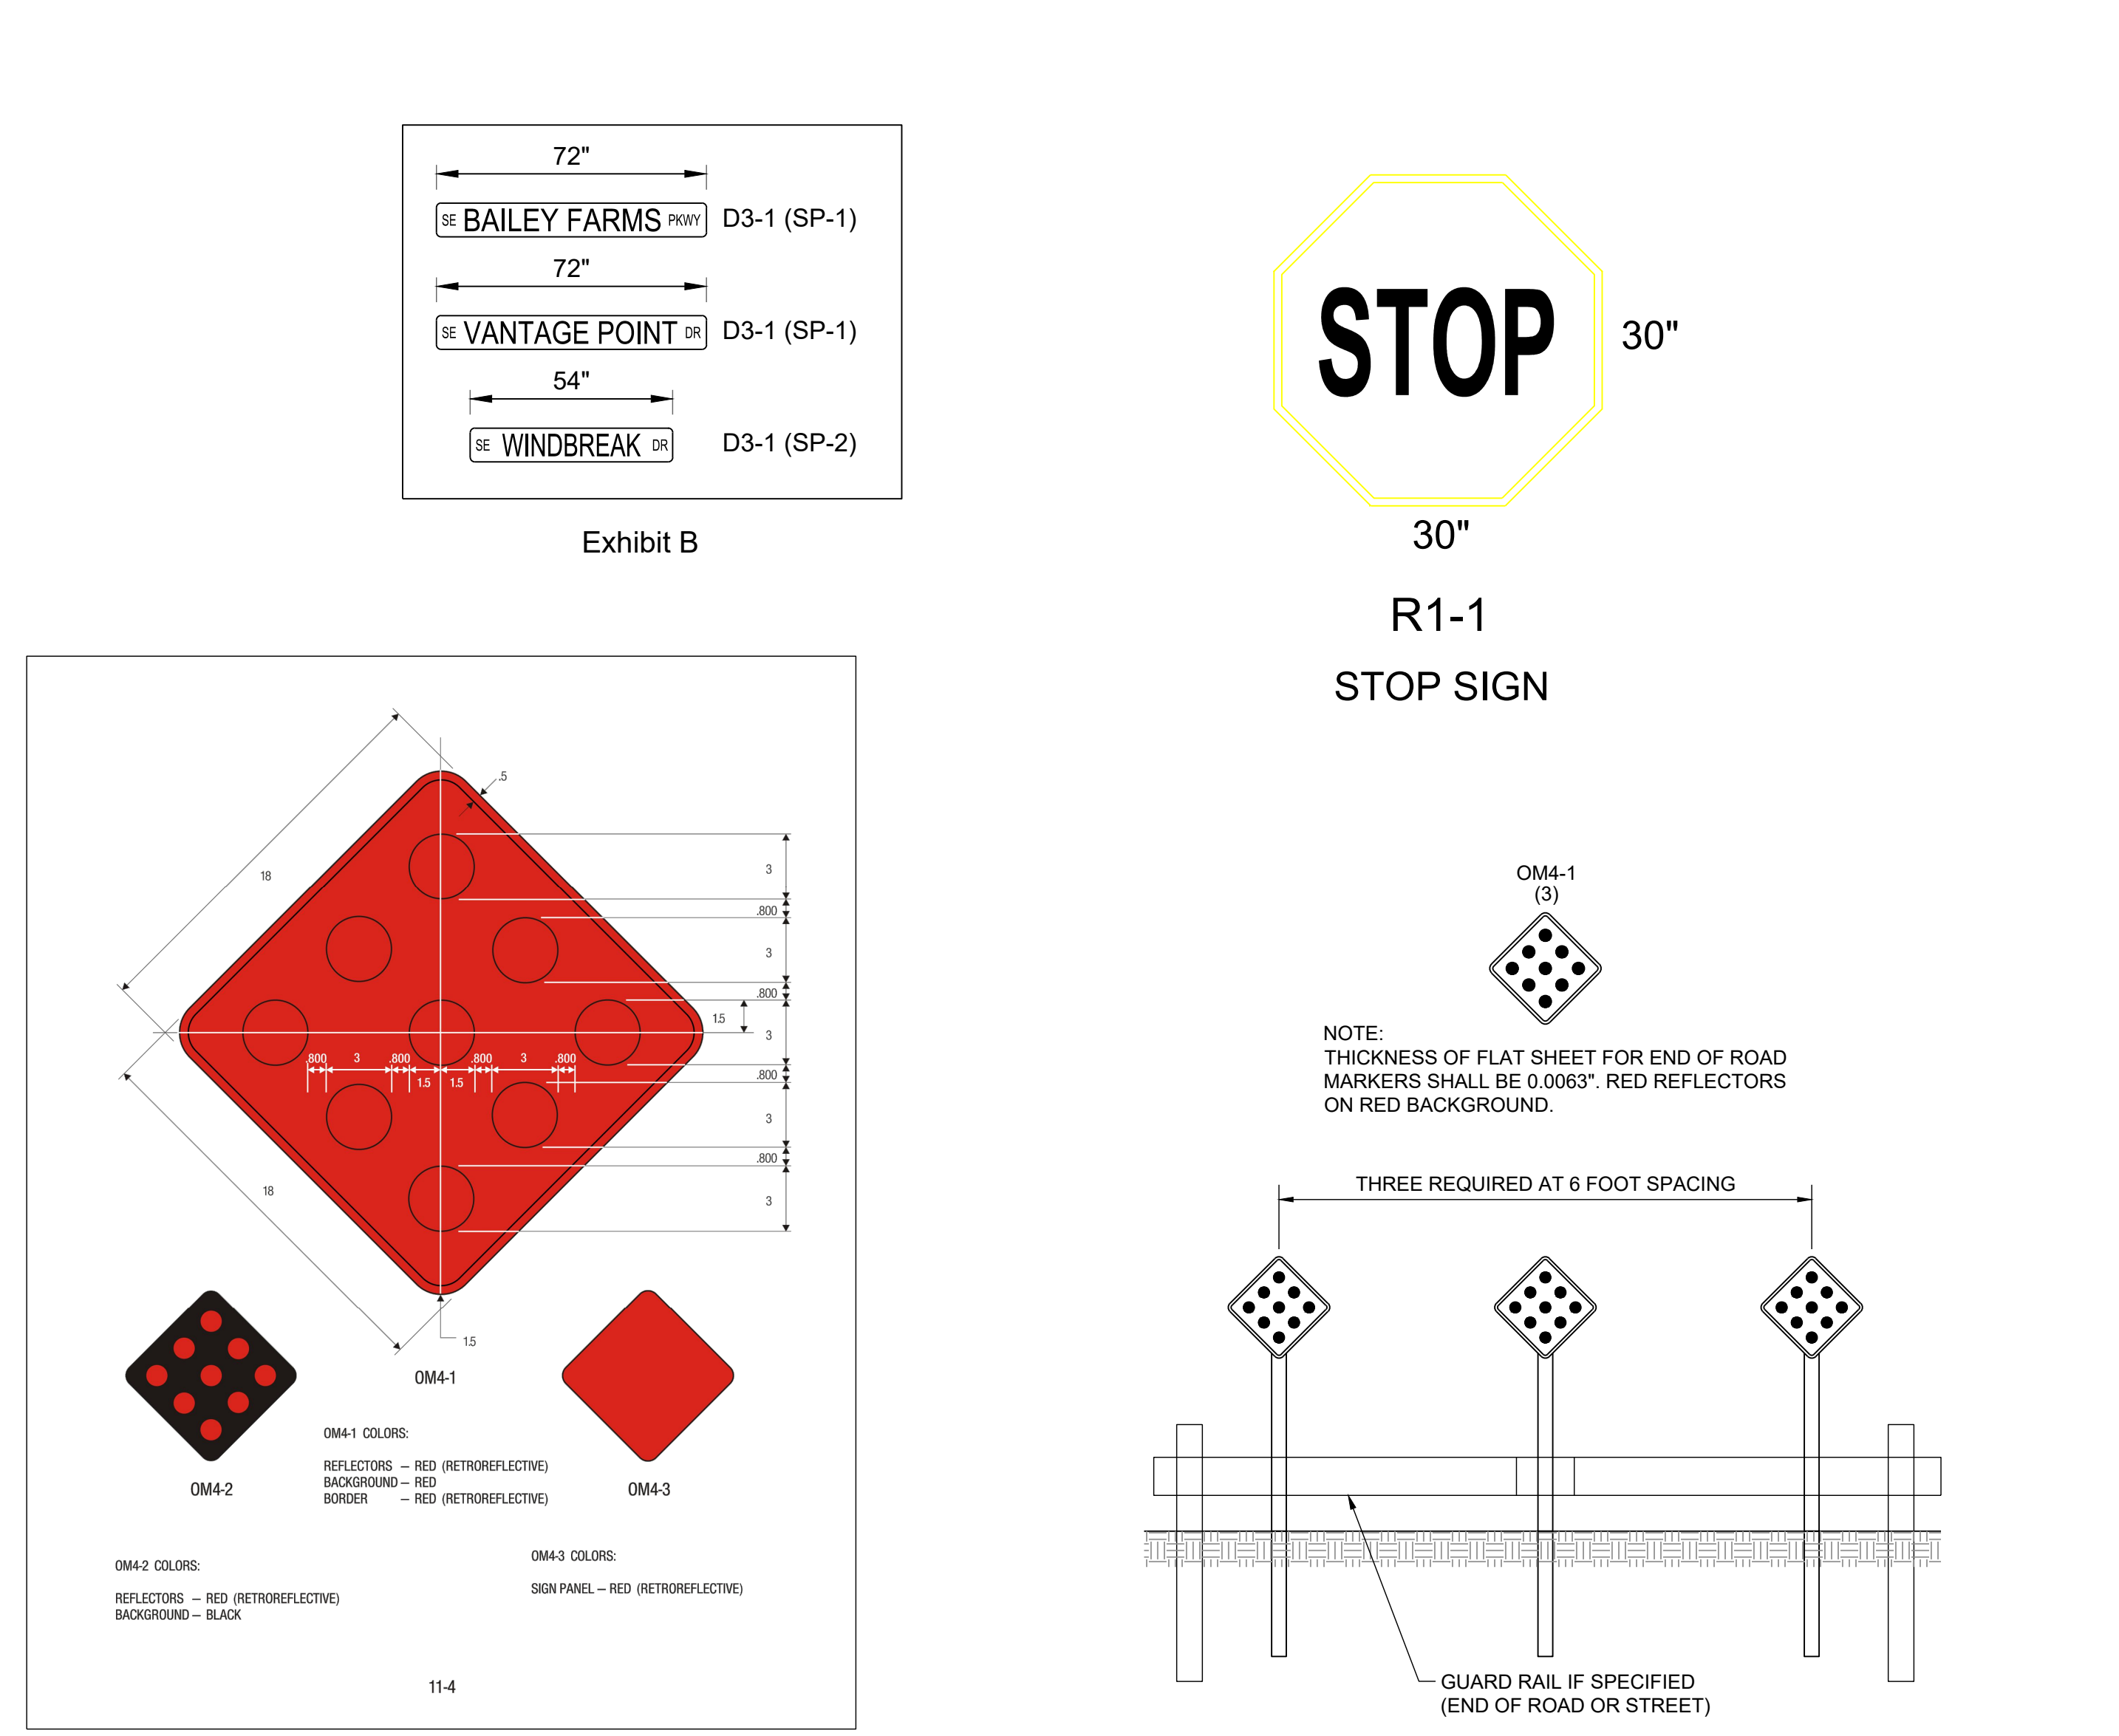 72"
SE BAILEY FARMS PKWY D3-1 (SP-1)
72"
SE VANTAGE POINT DR D3-1 (SP-1)
54"
SE WINDBREAK DR D3-1 (SP-2)
Exhibit B
STOP
30"
30"
R1-1
STOP SIGN
.5
18
3
.800
3
.800
1.5
3
.800
3
.800
3
.800 3 .800 .800 3 .800
1.5 1.5
18
1.5
OM4-1
OM4-2
OM4-3
OM4-1 COLORS:
REFLECTORS – RED (RETROREFLECTIVE)
BACKGROUND – RED
BORDER – RED (RETROREFLECTIVE)
OM4-2 COLORS:
REFLECTORS – RED (RETROREFLECTIVE)
BACKGROUND – BLACK
OM4-3 COLORS:
SIGN PANEL – RED (RETROREFLECTIVE)
11-4
OM4-1
(3)
NOTE:
THICKNESS OF FLAT SHEET FOR END OF ROAD
MARKERS SHALL BE 0.0063". RED REFLECTORS
ON RED BACKGROUND.
THREE REQUIRED AT 6 FOOT SPACING
GUARD RAIL IF SPECIFIED
(END OF ROAD OR STREET)